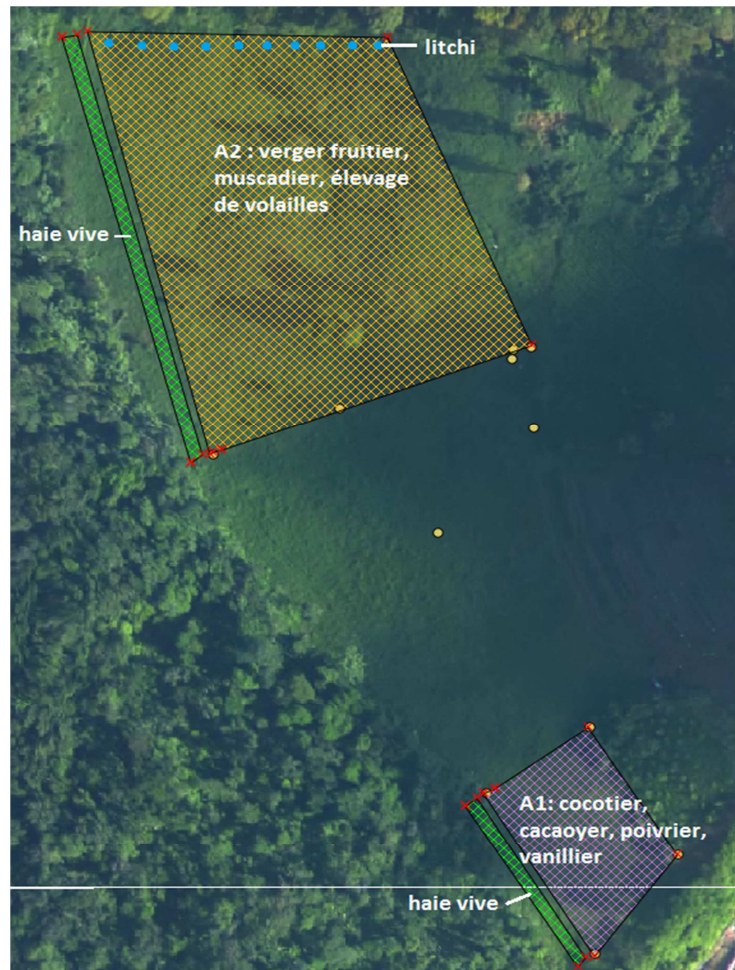 litchi
A2 : verger fruitier,
muscadier, élevage
de volailles
haie vive
A1: cocotier,
cacaoyer, poivrier,
vanillier
haie vive